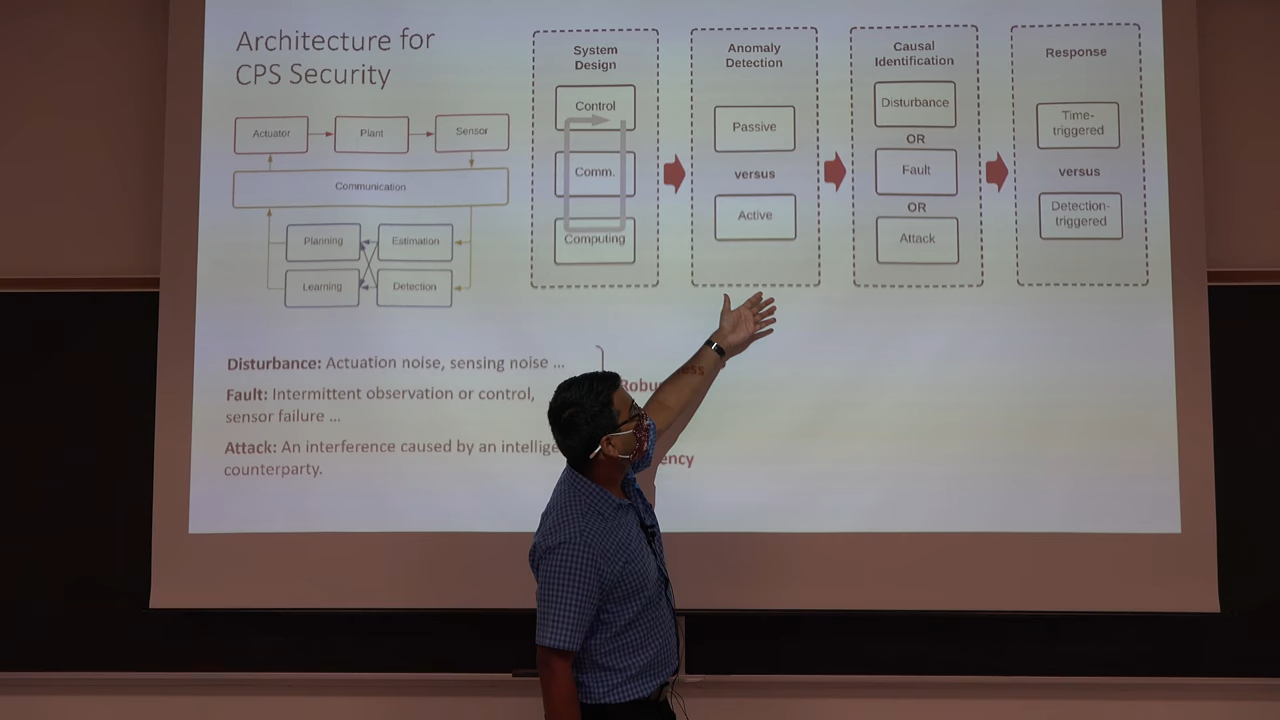 Architecture for
CPS Security
Actuator
Plant
Sensor
Communication
Planning
Estimation
Learning
Detection
System
Design
Control
Comm.
Computing
Anomaly
Detection
Passive
versus
Active
Causal
Identification
Disturbance
OR
Fault
OR
Attack
Response
Time-
triggered
versus
Detection-
triggered
Disturbance: Actuation noise, sensing noise ...
Fault: Intermittent observation or control,
sensor failure ...
Attack: An interference caused by an
counterparty.